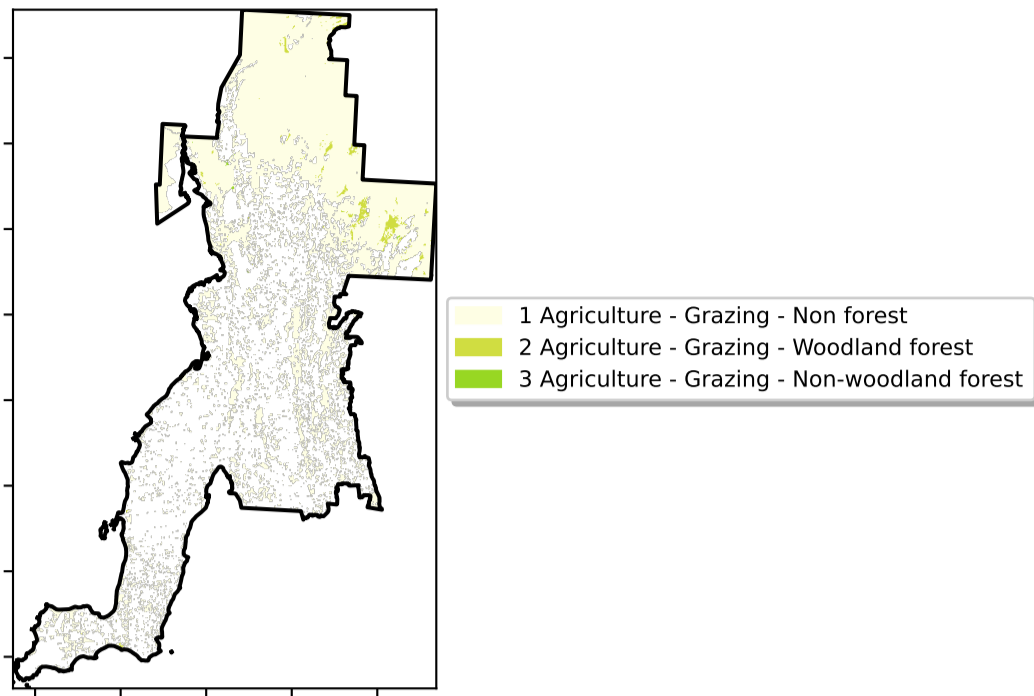 1 Agriculture - Grazing - Non forest
2 Agriculture - Grazing - Woodland forest
3 Agriculture - Grazing - Non-woodland forest